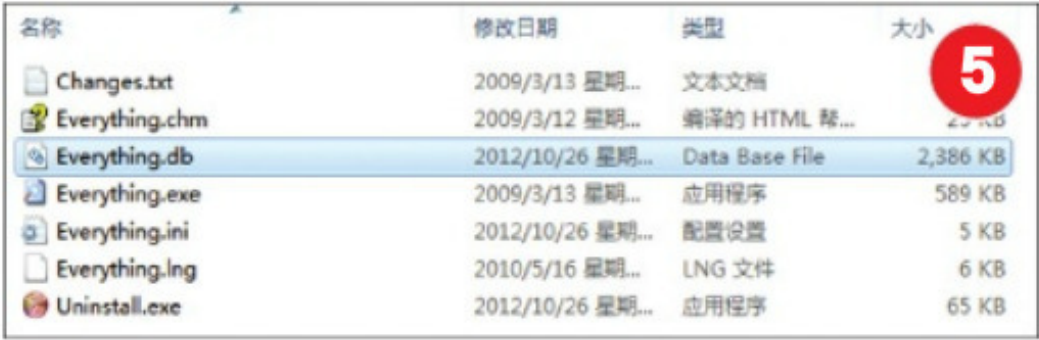 名称 修改日期 类型 大小
5
Changes.txt 2009/3/13 星期... 文本文档
Everything.chm 2009/3/12 星期... 编译的 HTML 帮... KB
Everything.db 2012/10/26 星期... Data Base File 2,386 KB
Everything.exe 2009/3/13 星期... 应用程序 589 KB
Everything.ini 2012/10/26 星期... 配置设置 5 KB
Everything.lng 2010/5/16 星期... LNG 文件 6 KB
Uninstall.exe 2012/10/26 星期... 应用程序 65 KB